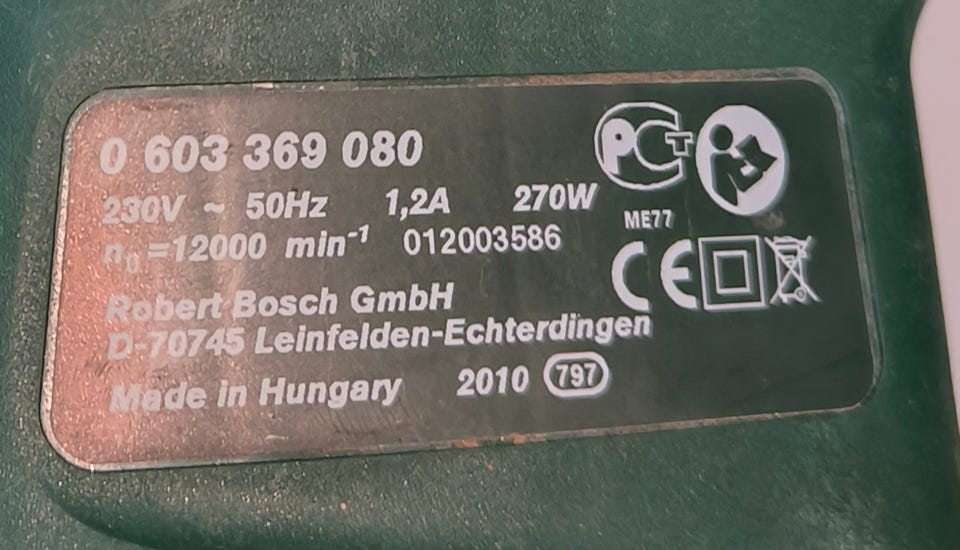 0 603 369 080
230V ~ 50Hz 1,2A 270W
n₀=12000 min⁻¹ 012003586
Robert Bosch GmbH
D-70745 Leinfelden-Echterdingen
Made in Hungary 2010 797
РСТ
ME77
CE